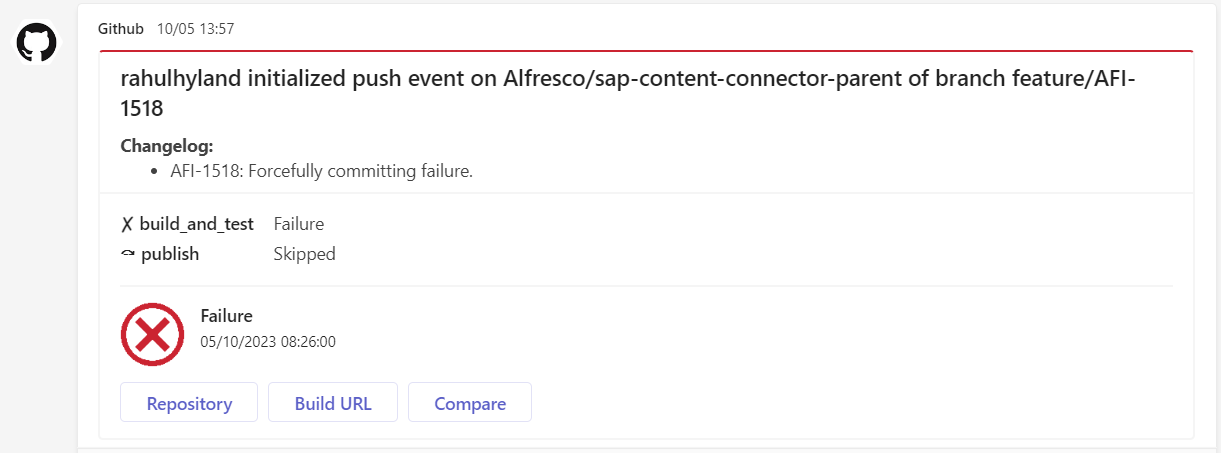 Github 10/05 13:57
rahulhyland initialized push event on Alfresco/sap-content-connector-parent of branch feature/AFI-
1518
Changelog:
• AFI-1518: Forcefully committing failure.
✗ build_and_test Failure
publish Skipped
Failure
05/10/2023 08:26:00
Repository Build URL Compare